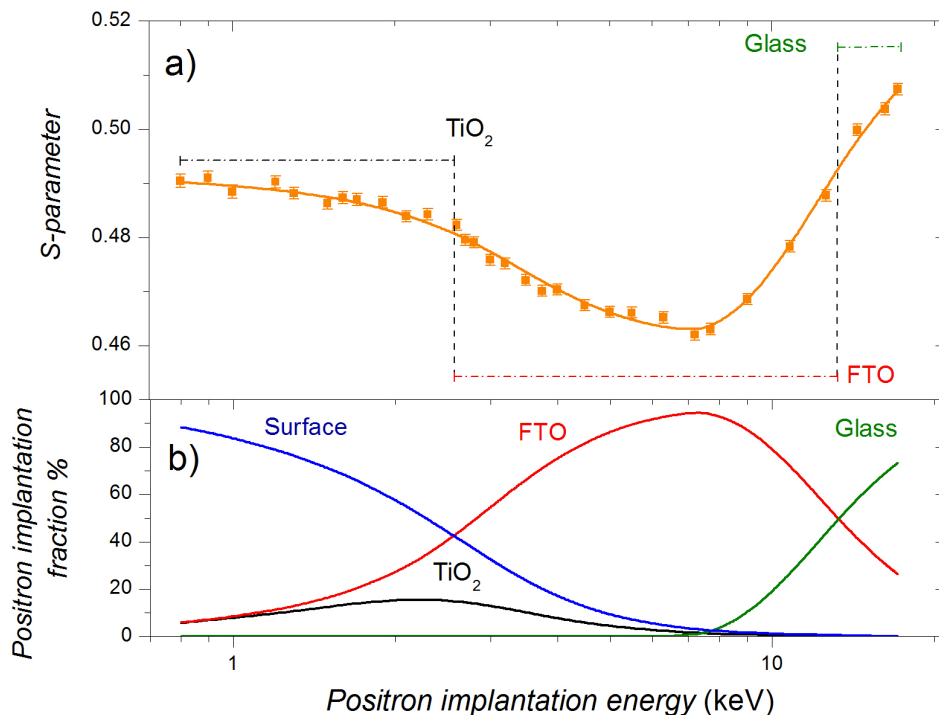 0.52
a)
Glass
0.50
TiO₂
S-parameter
0.48
0.46
FTO
100
Surface
FTO
Glass
b)
80
60
40
TiO₂
20
0
Positron implantation
fraction %
1
10
Positron implantation energy (keV)